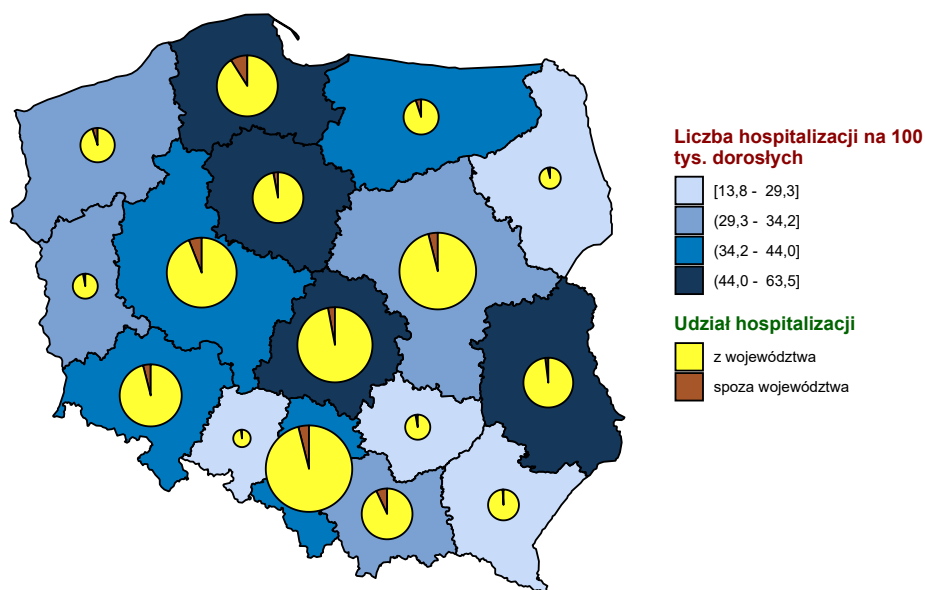 Liczba hospitalizacji na 100
tys. dorosłych
[13,8 - 29,3]
(29,3 - 34,2]
(34,2 - 44,0]
(44,0 - 63,5]
Udział hospitalizacji
z województwa
spoza województwa